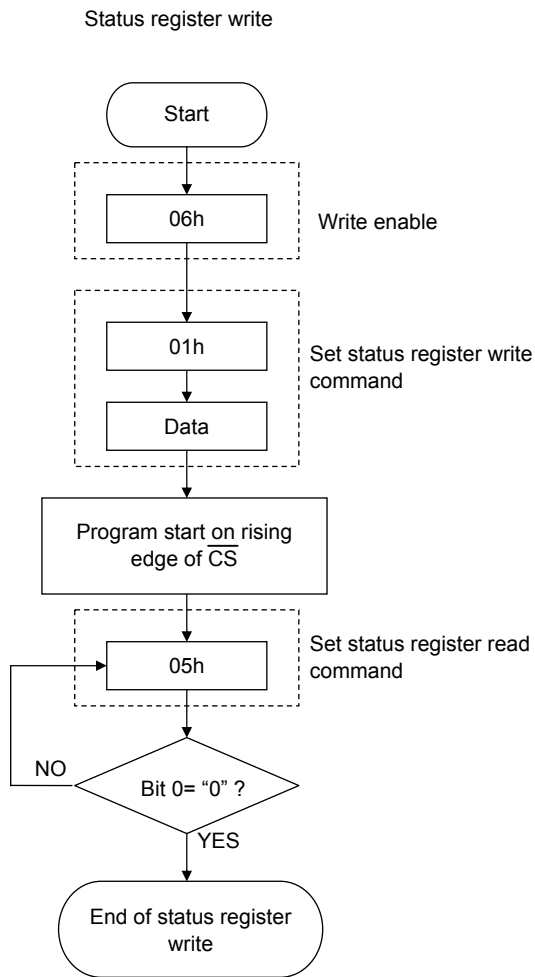 Status register write
Start
06h
Write enable
01h
Set status register write
command
Data
Program start on rising
edge of C̅S̅
Set status register read
command
05h
NO
Bit 0= “0” ?
YES
End of status register
write